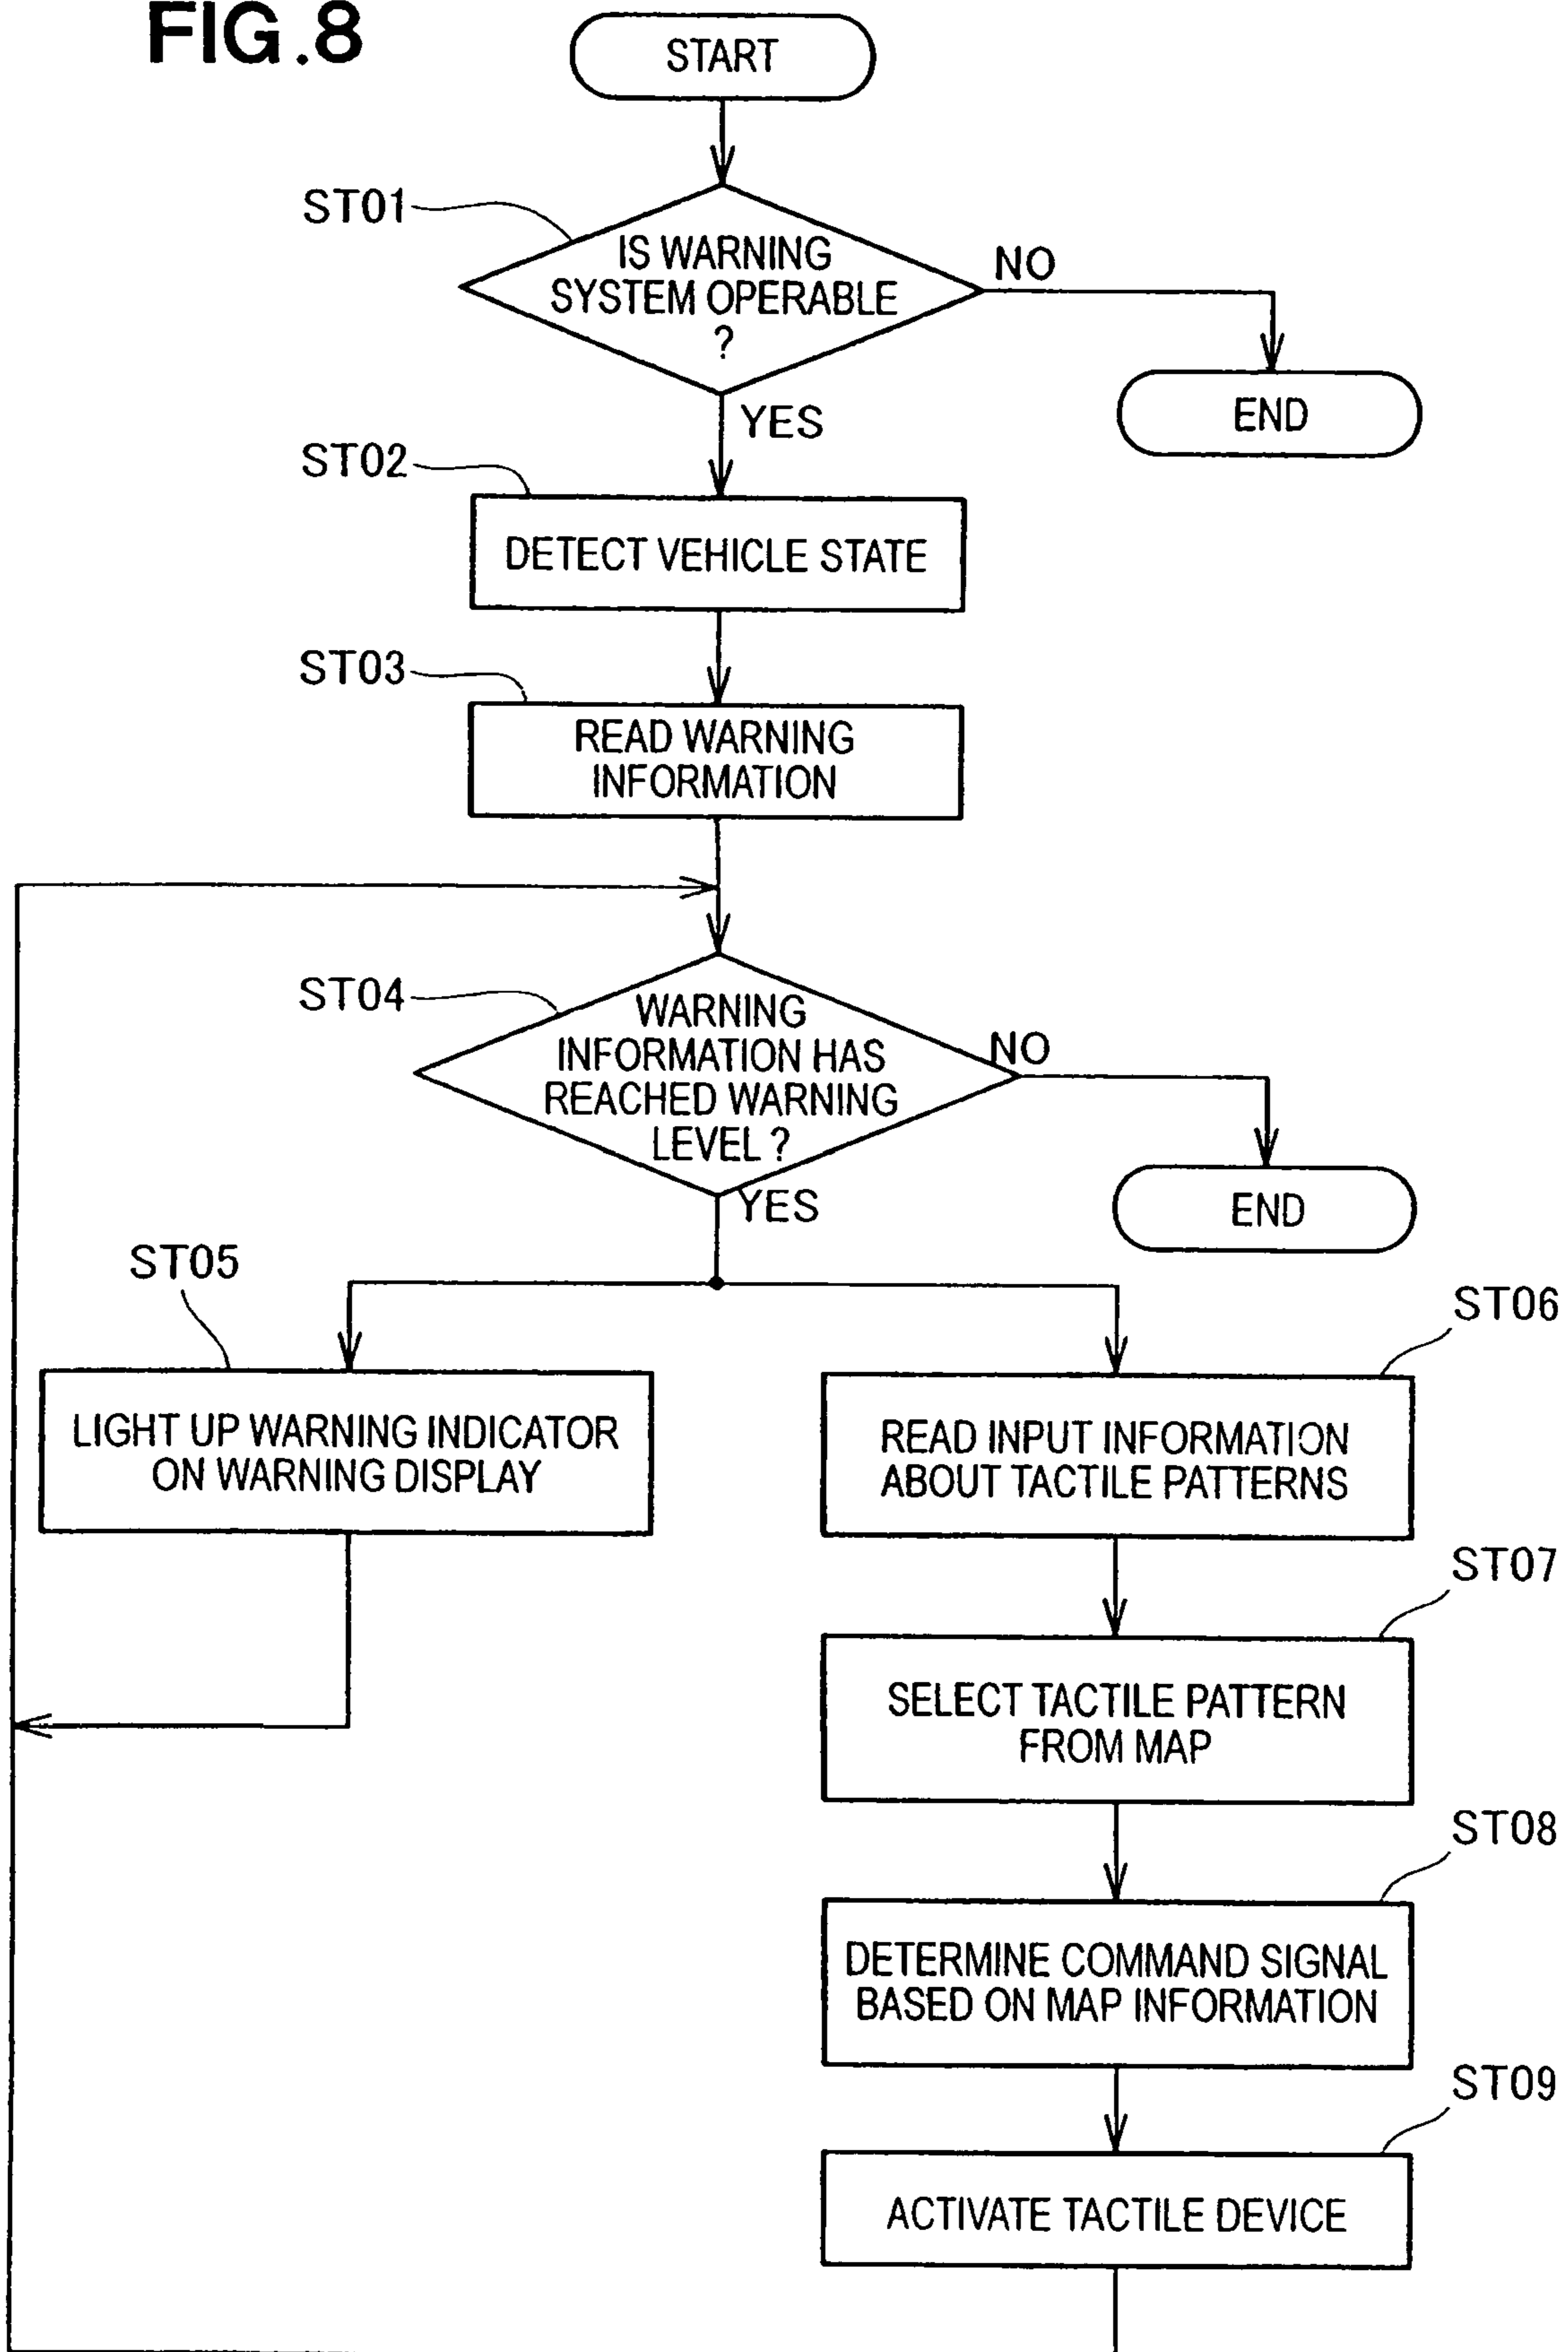 FIG.8
START
ST01
IS WARNING
SYSTEM OPERABLE
?
NO
END
YES
ST02
DETECT VEHICLE STATE
ST03
READ WARNING
INFORMATION
ST04
WARNING
INFORMATION HAS
REACHED WARNING
LEVEL ?
NO
END
YES
ST05
LIGHT UP WARNING INDICATOR
ON WARNING DISPLAY
ST06
READ INPUT INFORMATION
ABOUT TACTILE PATTERNS
ST07
SELECT TACTILE PATTERN
FROM MAP
ST08
DETERMINE COMMAND SIGNAL
BASED ON MAP INFORMATION
ST09
ACTIVATE TACTILE DEVICE